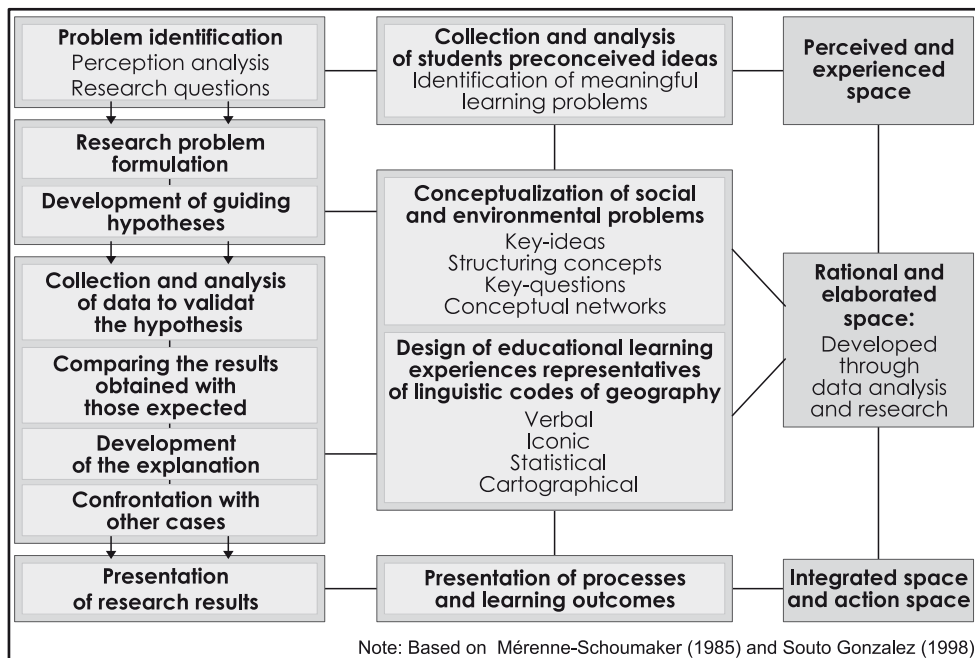 Problem identification
Perception analysis
Research questions
Research problem
formulation
Development of guiding
hypotheses
Collection and analysis
of data to validat
the hypothesis
Comparing the results
obtained with
those expected
Development
of the explanation
Confrontation with
other cases
Presentation
of research results
Collection and analysis
of students preconceived ideas
Identification of meaningful
learning problems
Conceptualization of social
and environmental problems
Key-ideas
Structuring concepts
Key-questions
Conceptual networks
Design of educational learning
experiences representatives
of linguistic codes of geography
Verbal
Iconic
Statistical
Cartographical
Presentation of processes
and learning outcomes
Perceived and
experienced
space
Rational and
elaborated
space:
Developed
through
data analysis
and research
Integrated space
and action space
Note: Based on Mérenne-Schoumaker (1985) and Souto Gonzalez (1998)